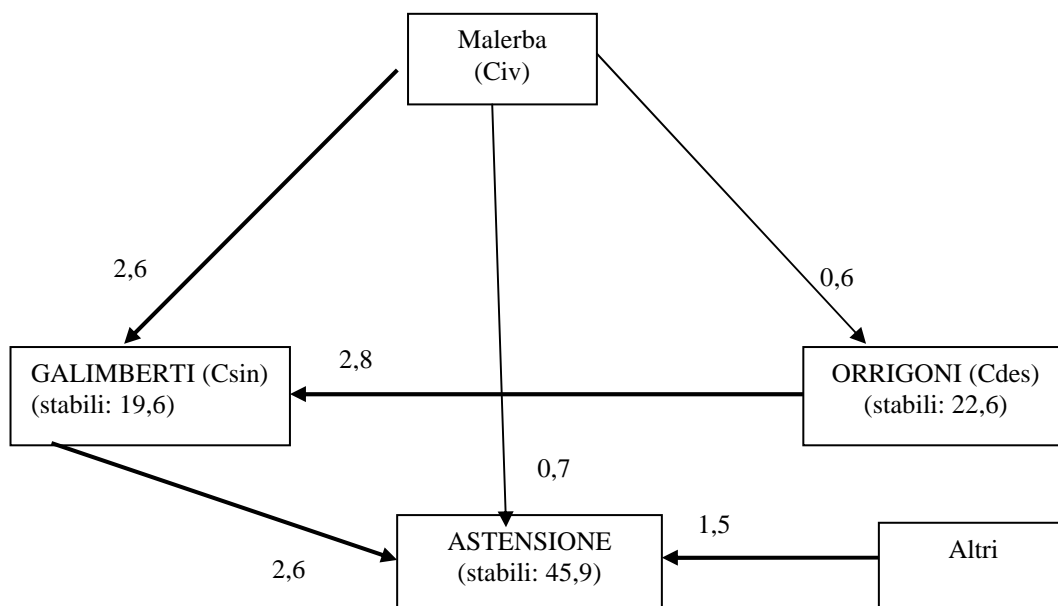 Malerba
(Civ)
2,6
0,6
GALIMBERTI (Csin)
(stabili: 19,6)
2,8
ORRIGONI (Cdes)
(stabili: 22,6)
0,7
2,6
ASTENSIONE
(stabili: 45,9)
1,5
Altri